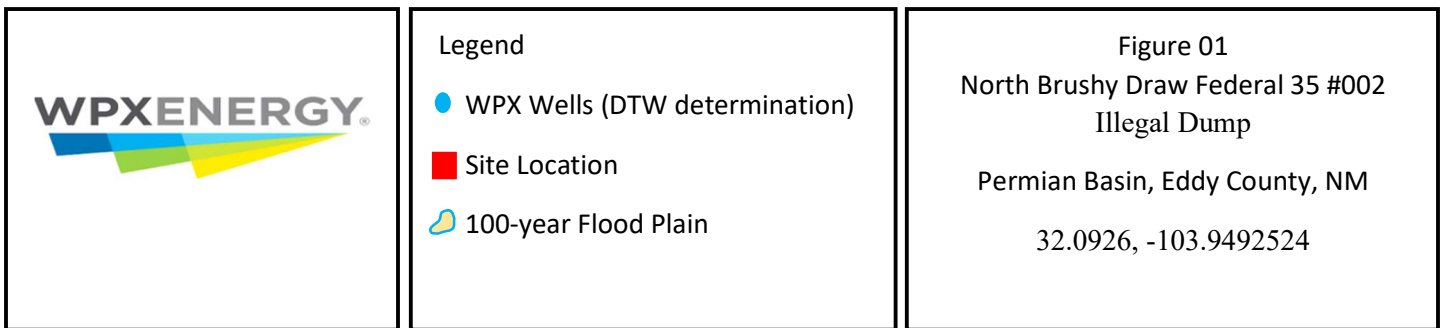 WPXENERGY®
Legend
WPX Wells (DTW determination)
Site Location
100-year Flood Plain
Figure 01
North Brushy Draw Federal 35 #002
Illegal Dump
Permian Basin, Eddy County, NM
32.0926, -103.9492524